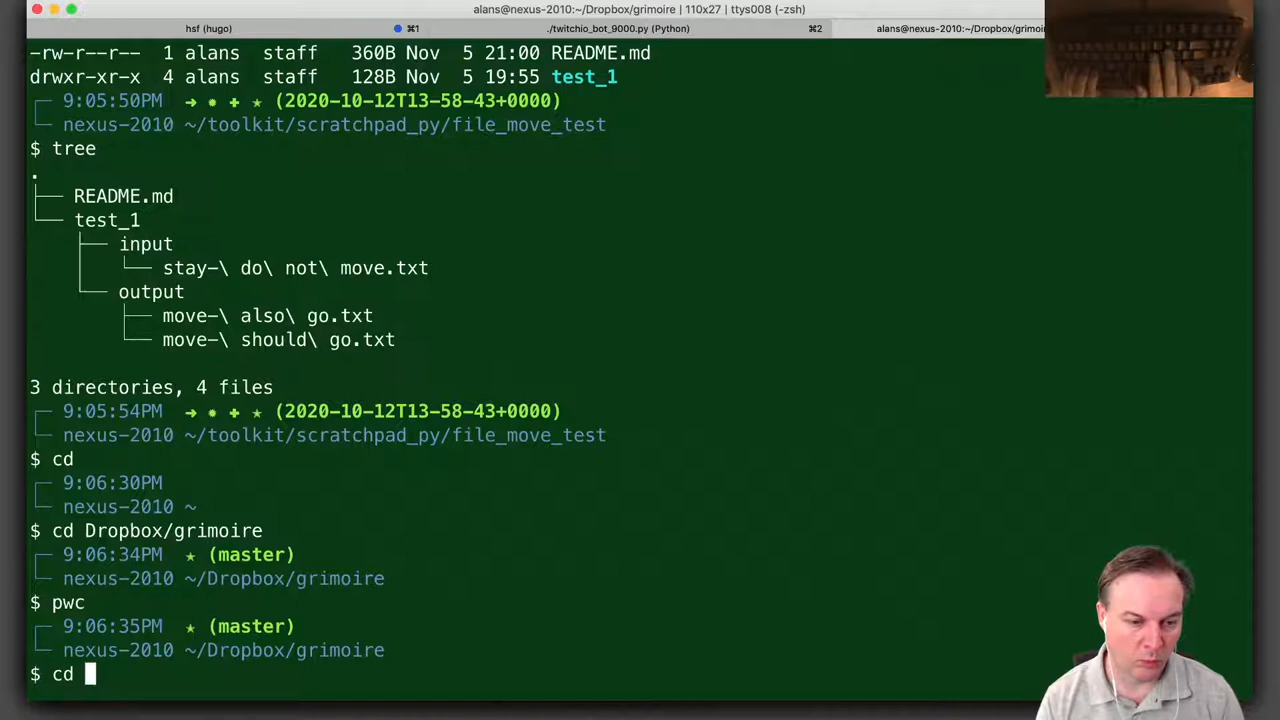 alans@nexus-2010:~/Dropbox/grimoire | 110x27 | ttys008 (-zsh)
hsf (hugo) ⌘1 ./twitchio_bot_9000.py (Python) ⌘2 alans@nexus-2010:~/Dropbox/grimoir
-rw-r--r-- 1 alans staff 360B Nov 5 21:00 README.md
drwxr-xr-x 4 alans staff 128B Nov 5 19:55 test_1
┌─ 9:05:50PM ➜ ✹ ✚ ★ (2020-10-12T13-58-43+0000)
└─ nexus-2010 ~/toolkit/scratchpad_py/file_move_test
$ tree
.
├── README.md
└── test_1
├── input
│ └── stay-\ do\ not\ move.txt
└── output
├── move-\ also\ go.txt
└── move-\ should\ go.txt
3 directories, 4 files
┌─ 9:05:54PM ➜ ✹ ✚ ★ (2020-10-12T13-58-43+0000)
└─ nexus-2010 ~/toolkit/scratchpad_py/file_move_test
$ cd
┌─ 9:06:30PM
└─ nexus-2010 ~
$ cd Dropbox/grimoire
┌─ 9:06:34PM ★ (master)
└─ nexus-2010 ~/Dropbox/grimoire
$ pwc
┌─ 9:06:35PM ★ (master)
└─ nexus-2010 ~/Dropbox/grimoire
$ cd